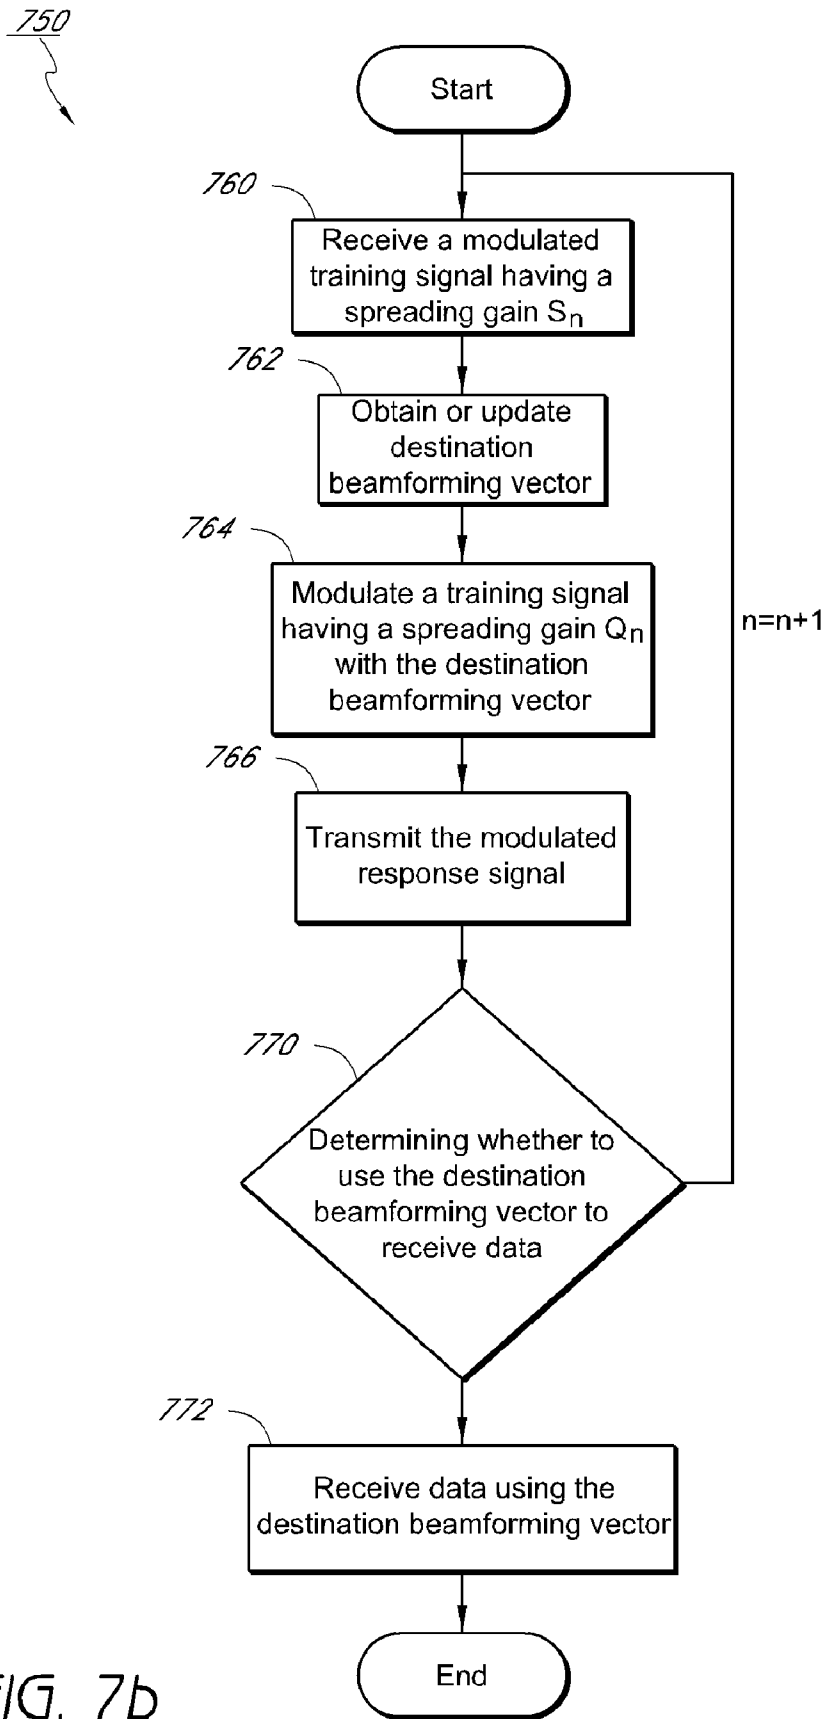 750
Start
760
Receive a modulated
training signal having a
spreading gain Sn
762
Obtain or update
destination
beamforming vector
764
Modulate a training signal
having a spreading gain Qn
with the destination
beamforming vector
n=n+1
766
Transmit the modulated
response signal
770
Determining whether to
use the destination
beamforming vector to
receive data
772
Receive data using the
destination beamforming vector
End
FIG. 7b